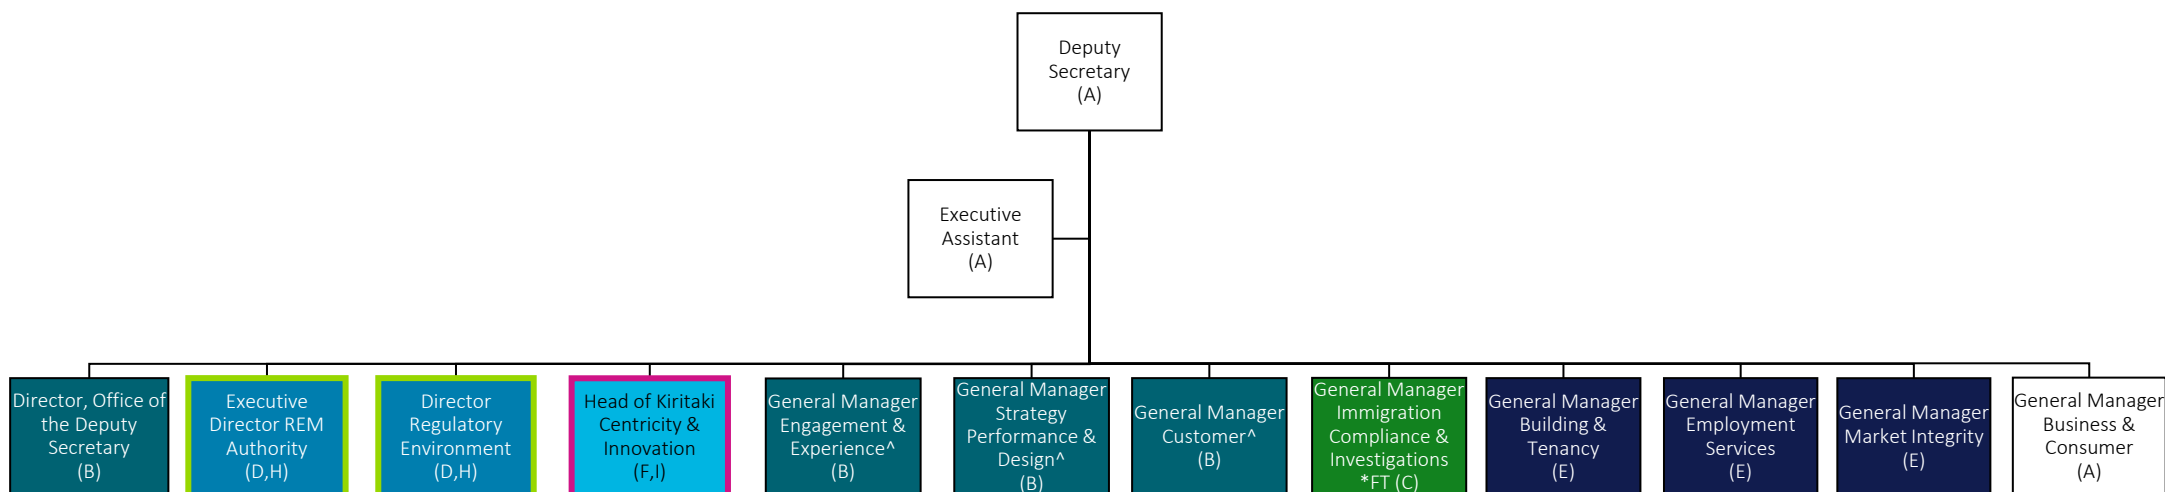 Deputy
Secretary
(A)
Executive
Assistant
(A)
Director, Office of
the Deputy
Secretary
(B)
Executive
Director REM
Authority
(D,H)
Director
Regulatory
Environment
(D,H)
Head of Kiritaki
Centricity &
Innovation
(F,I)
General Manager
Engagement &
Experience^
(B)
General Manager
Strategy
Performance &
Design^
(B)
General Manager
Customer^
(B)
General Manager
Immigration
Compliance &
Investigations
*FT (C)
General Manager
Building &
Tenancy
(E)
General Manager
Employment
Services
(E)
General Manager
Market Integrity
(E)
General Manager
Business &
Consumer
(A)